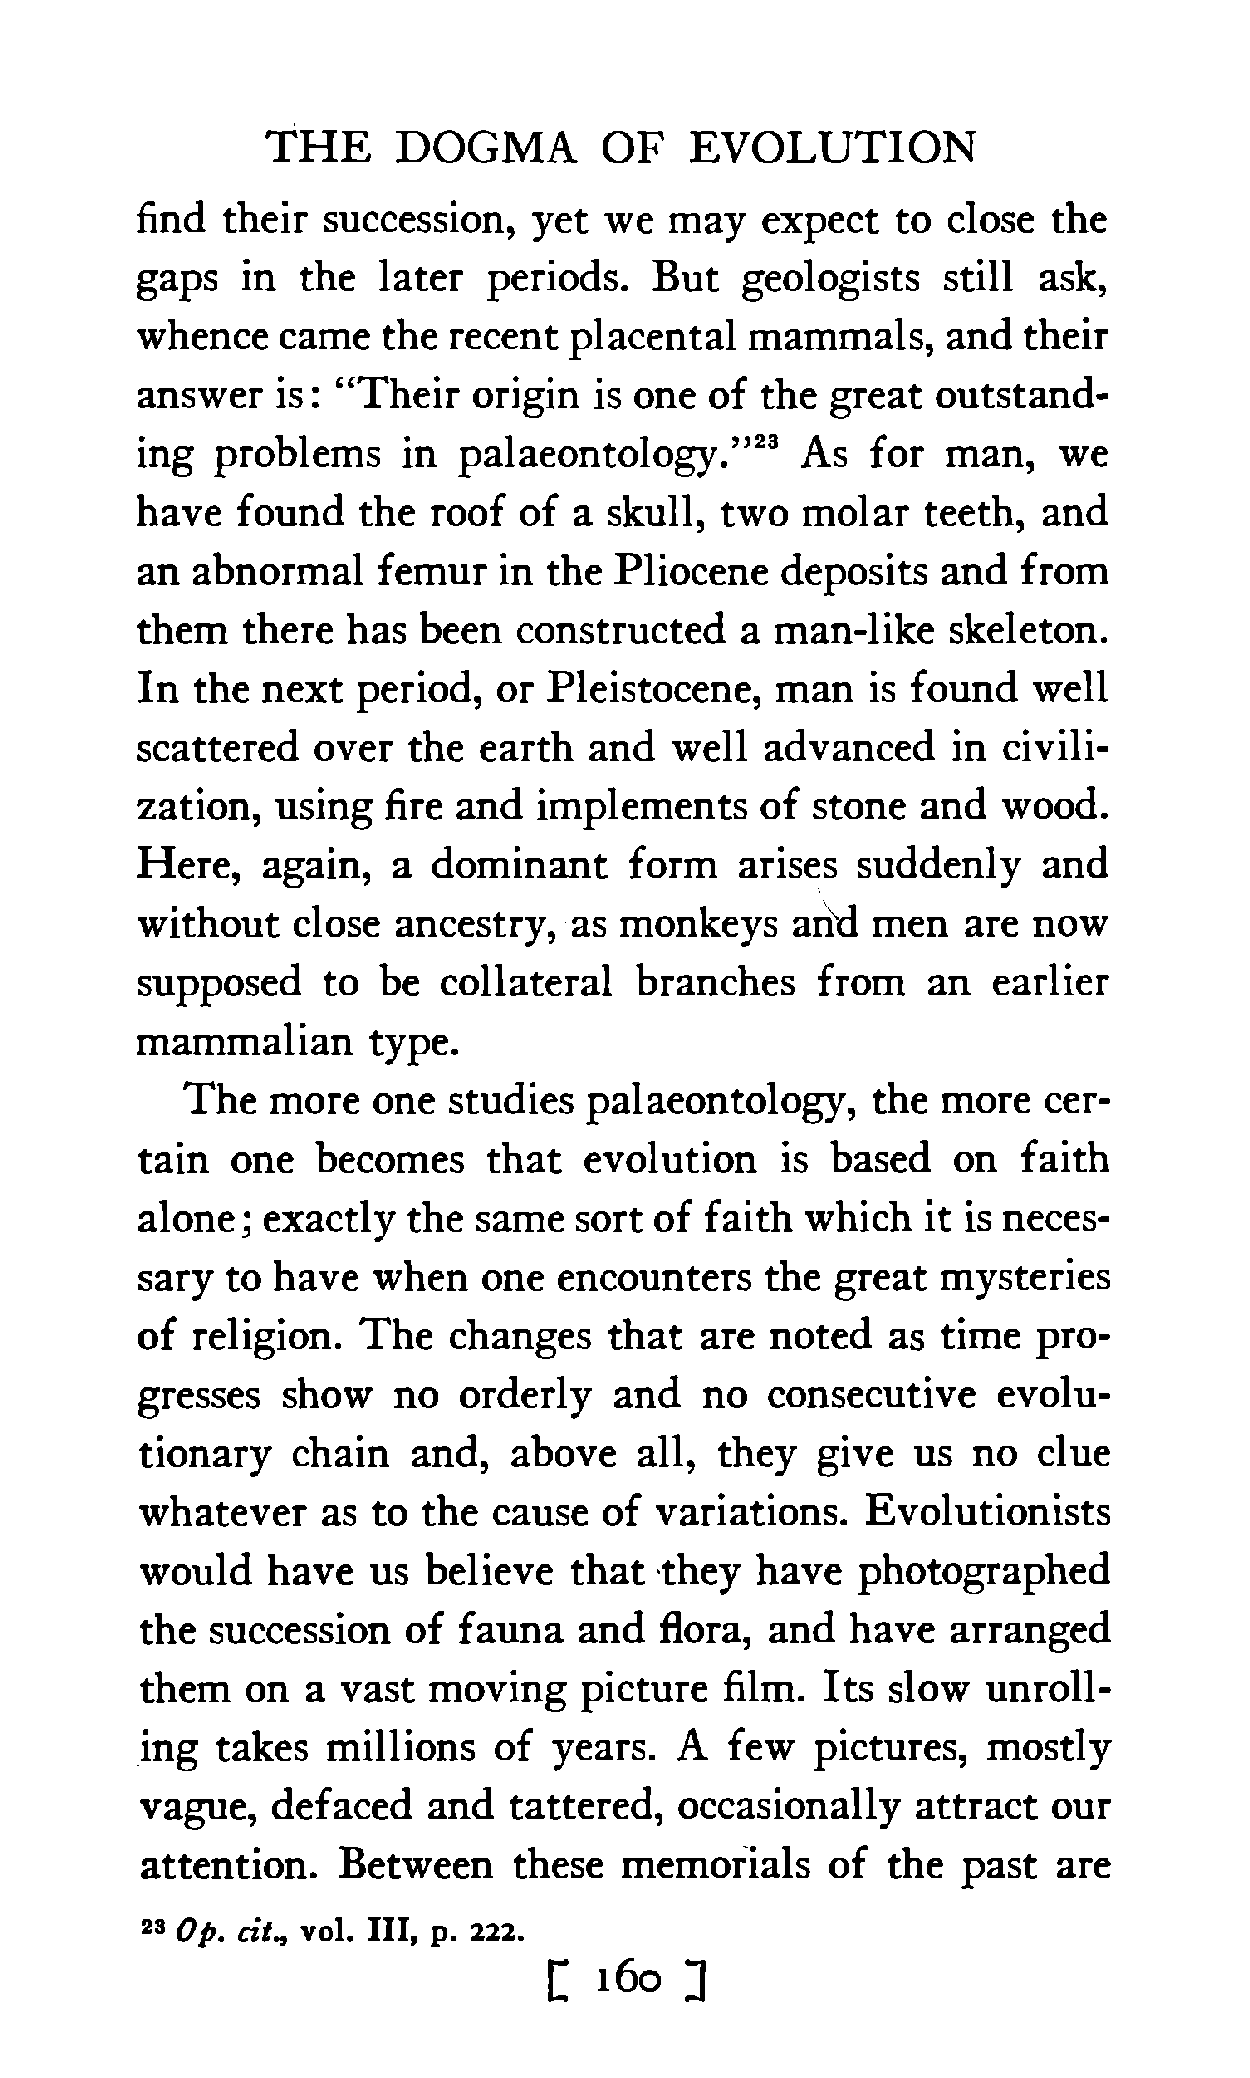 THE DOGMA OF EVOLUTION
find their succession, yet we may expect to close the
gaps in the later periods. But geologists still ask,
whence came the recent placental mammals, and their
answer is: “Their origin is one of the great outstand-
ing problems in palaeontology.”²³ As for man, we
have found the roof of a skull, two molar teeth, and
an abnormal femur in the Pliocene deposits and from
them there has been constructed a man-like skeleton.
In the next period, or Pleistocene, man is found well
scattered over the earth and well advanced in civili-
zation, using fire and implements of stone and wood.
Here, again, a dominant form arises suddenly and
without close ancestry, as monkeys and men are now
supposed to be collateral branches from an earlier
mammalian type.
The more one studies palaeontology, the more cer-
tain one becomes that evolution is based on faith
alone; exactly the same sort of faith which it is neces-
sary to have when one encounters the great mysteries
of religion. The changes that are noted as time pro-
gresses show no orderly and no consecutive evolu-
tionary chain and, above all, they give us no clue
whatever as to the cause of variations. Evolutionists
would have us believe that they have photographed
the succession of fauna and flora, and have arranged
them on a vast moving picture film. Its slow unroll-
ing takes millions of years. A few pictures, mostly
vague, defaced and tattered, occasionally attract our
attention. Between these memorials of the past are
²³ Op. cit., vol. III, p. 222.
[ 160 ]